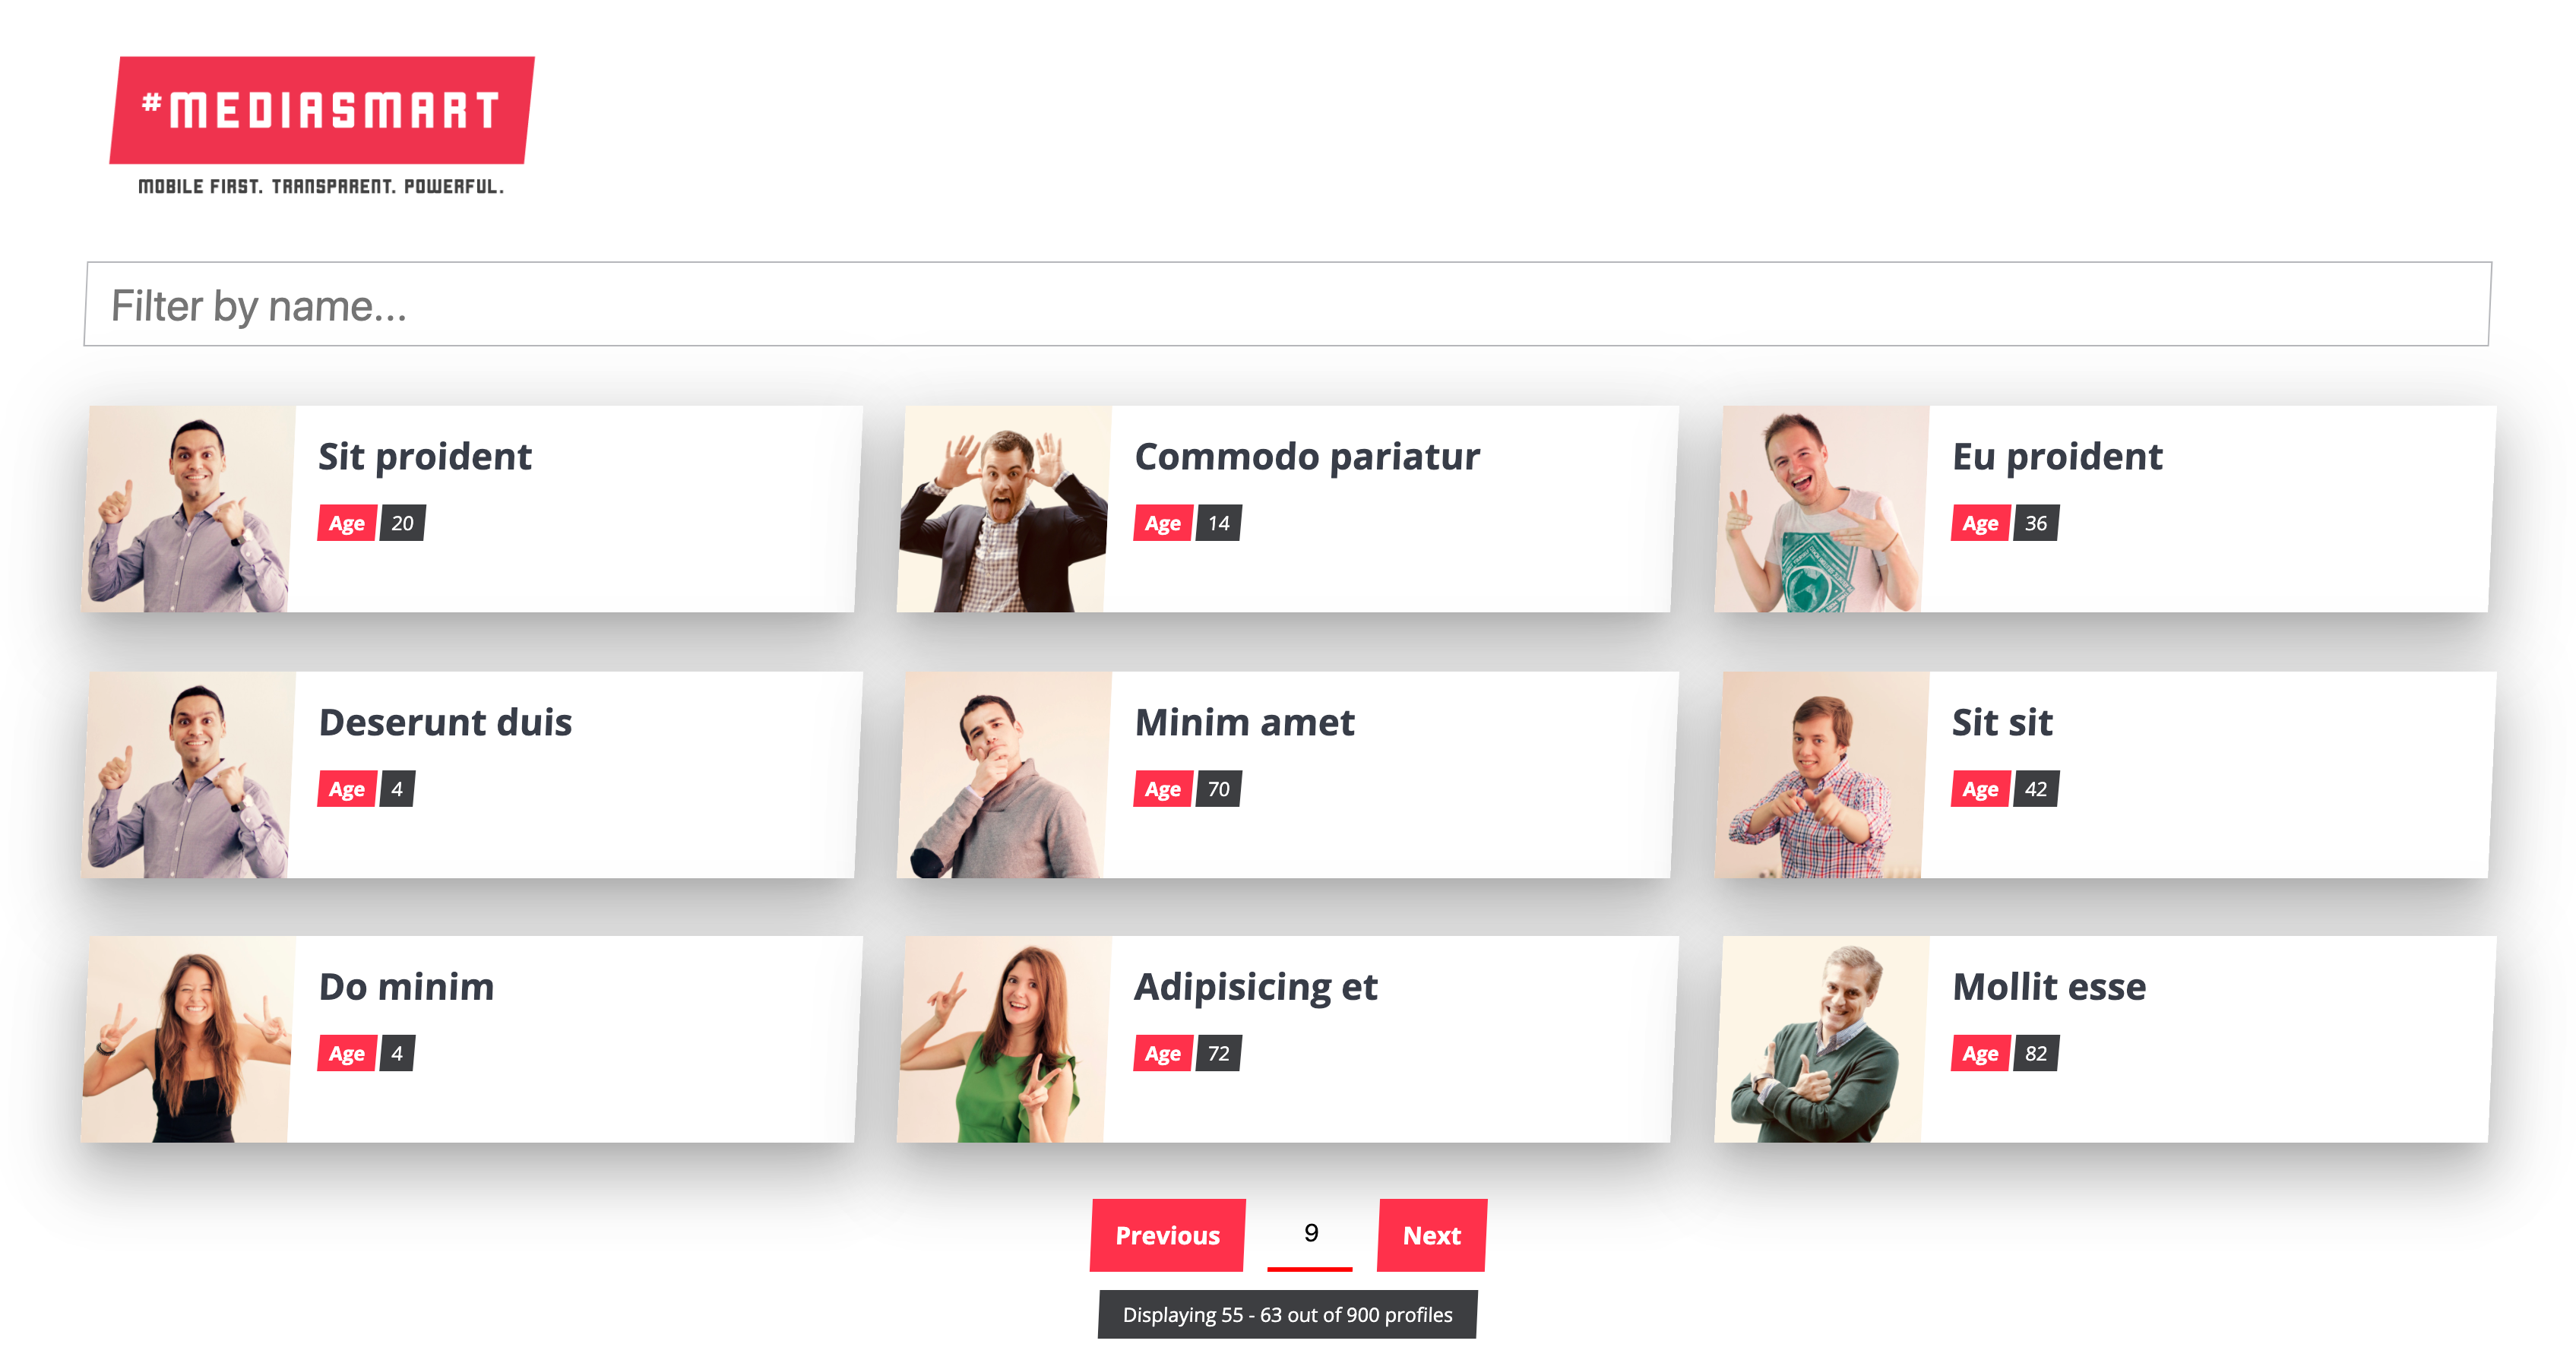 #MEDIASMART
MOBILE FIRST. TRANSPARENT. POWERFUL.
Filter by name...
Sit proident
Age 20
Commodo pariatur
Age 14
Eu proident
Age 36
Deserunt duis
Age 4
Minim amet
Age 70
Sit sit
Age 42
Do minim
Age 4
Adipisicing et
Age 72
Mollit esse
Age 82
Previous 9 Next
Displaying 55 - 63 out of 900 profiles